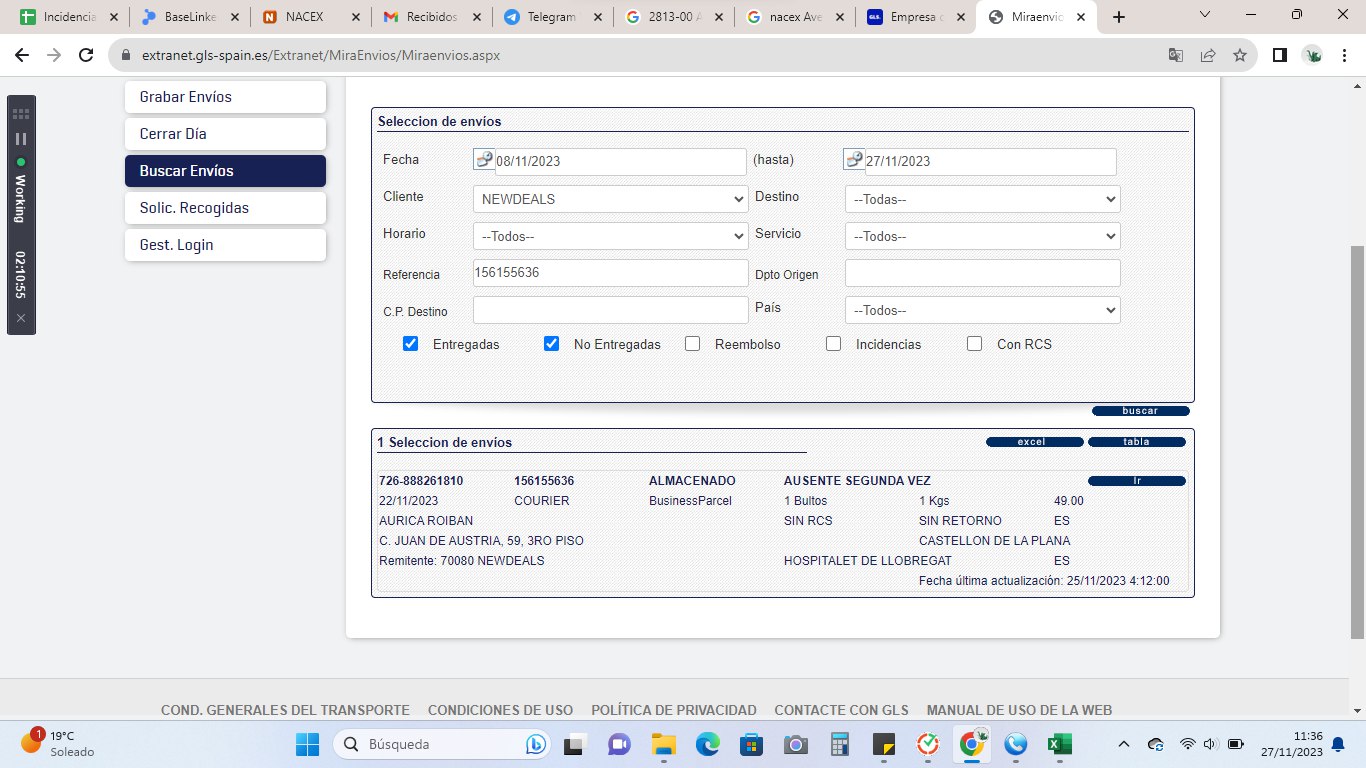 Incidencia
BaseLinke
NACEX
Recibidos
Telegram
2813-00 A
nacex Ave
GLS.
Empresa d
Miraenvio
extranet.gls-spain.es/Extranet/MiraEnvios/Miraenvios.aspx
Working
02:10:55
Grabar Envíos
Cerrar Día
Buscar Envíos
Solic. Recogidas
Gest. Login
Seleccion de envíos
Fecha 08/11/2023 (hasta) 27/11/2023
Cliente NEWDEALS Destino --Todas--
Horario --Todos-- Servicio --Todos--
Referencia 156155636 Dpto Origen
C.P. Destino País --Todos--
Entregadas No Entregadas Reembolso Incidencias Con RCS
buscar
1 Seleccion de envíos excel tabla
726-888261810 156155636 ALMACENADO AUSENTE SEGUNDA VEZ Ir
22/11/2023 COURIER BusinessParcel 1 Bultos 1 Kgs 49.00
AURICA ROIBAN SIN RCS SIN RETORNO ES
C. JUAN DE AUSTRIA, 59, 3RO PISO CASTELLON DE LA PLANA
Remitente: 70080 NEWDEALS HOSPITALET DE LLOBREGAT ES
Fecha última actualización: 25/11/2023 4:12:00
COND. GENERALES DEL TRANSPORTE CONDICIONES DE USO POLÍTICA DE PRIVACIDAD CONTACTE CON GLS MANUAL DE USO DE LA WEB
1
19°C
Soleado
Búsqueda
11:36
27/11/2023